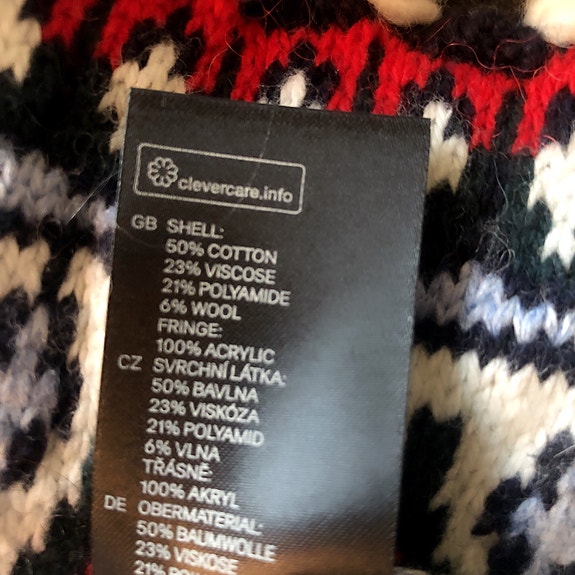 clevercare.info
GB SHELL:
50% COTTON
23% VISCOSE
21% POLYAMIDE
6% WOOL
FRINGE:
100% ACRYLIC
CZ SVRCHNÍ LÁTKA:
50% BAVLNA
23% VISKÓZA
21% POLYAMID
6% VLNA
TŘÁSNĚ:
100% AKRYL
DE OBERMATERIAL:
50% BAUMWOLLE
23% VISKOSE
21%